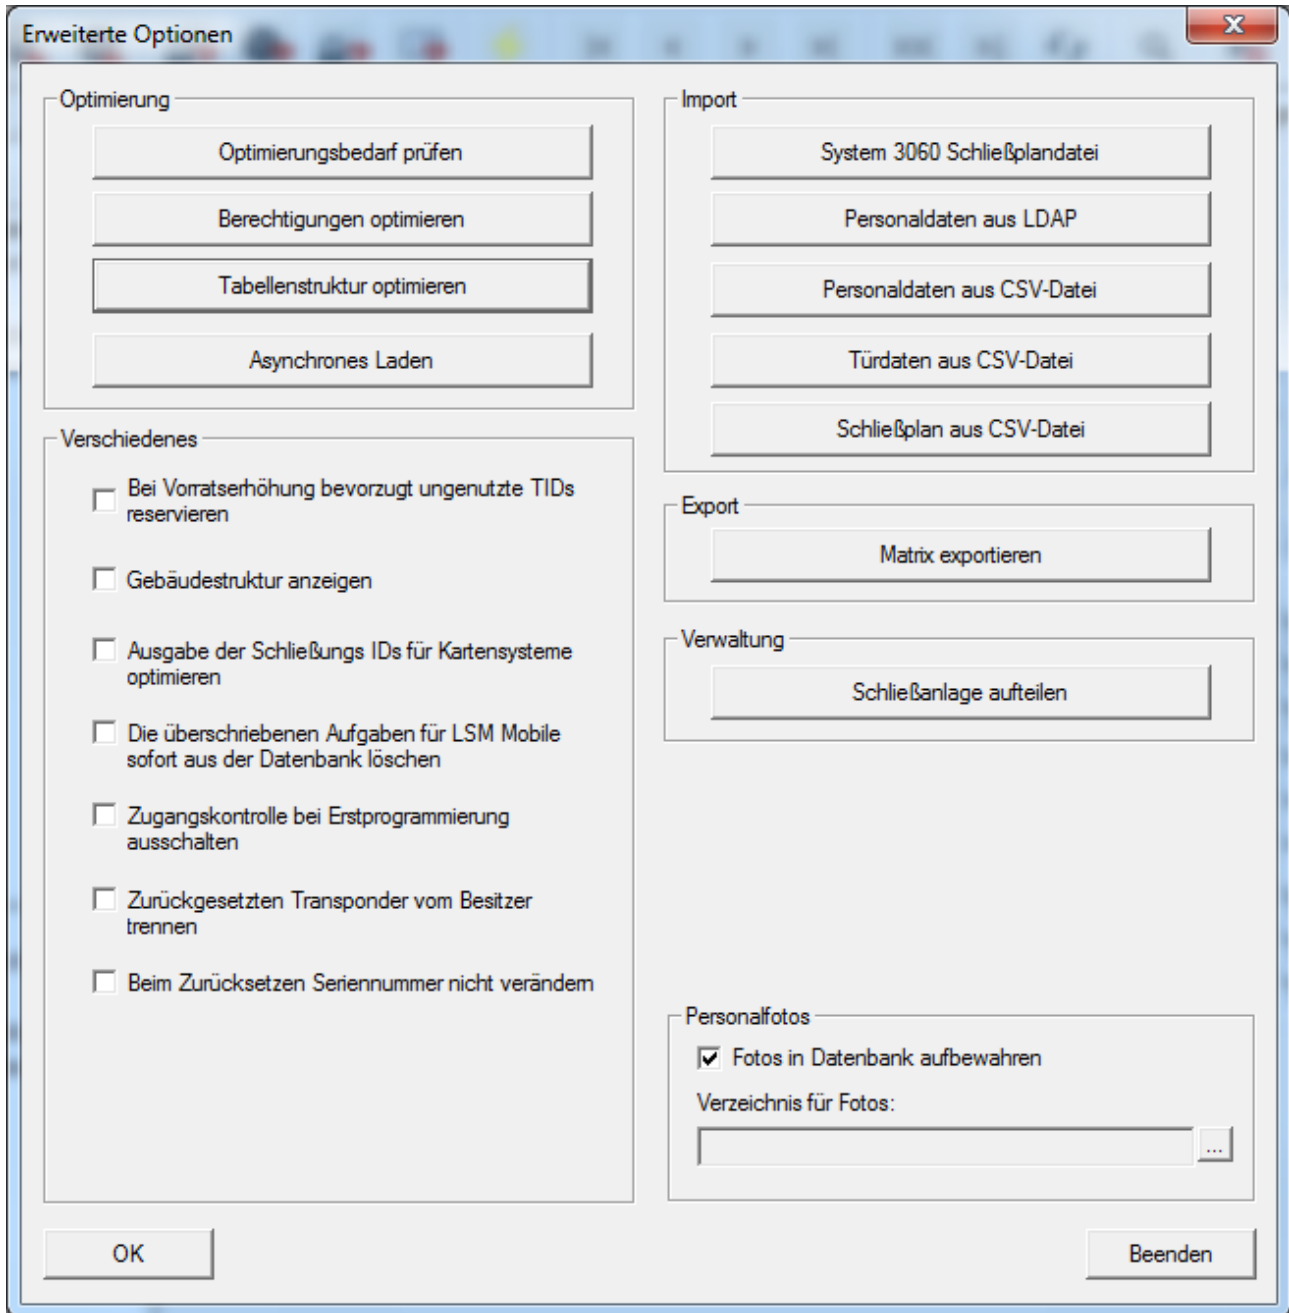 Erweiterte Optionen
Optimierung
Optimierungsbedarf prüfen
Berechtigungen optimieren
Tabellenstruktur optimieren
Asynchrones Laden
Verschiedenes
Bei Vorratserhöhung bevorzugt ungenutzte TIDs
reservieren
Gebäudestruktur anzeigen
Ausgabe der Schließungs IDs für Kartensysteme
optimieren
Die überschriebenen Aufgaben für LSM Mobile
sofort aus der Datenbank löschen
Zugangskontrolle bei Erstprogrammierung
ausschalten
Zurückgesetzten Transponder vom Besitzer
trennen
Beim Zurücksetzen Seriennummer nicht verändern
Import
System 3060 Schließplandatei
Personaldaten aus LDAP
Personaldaten aus CSV-Datei
Türdaten aus CSV-Datei
Schließplan aus CSV-Datei
Export
Matrix exportieren
Verwaltung
Schließanlage aufteilen
Personalfotos
Fotos in Datenbank aufbewahren
Verzeichnis für Fotos:
...
OK
Beenden